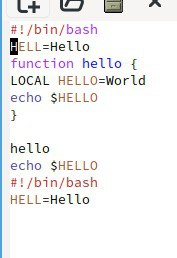 #!/bin/bash
HELL=Hello
function hello {
LOCAL HELLO=World
echo $HELLO
}
hello
echo $HELLO
#!/bin/bash
HELL=Hello